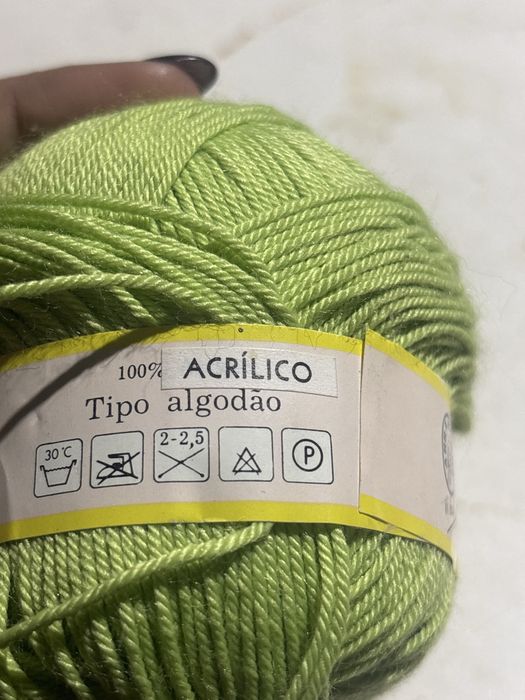 100% ACRÍLICO
Tipo algodão
30°C
2-2,5
P